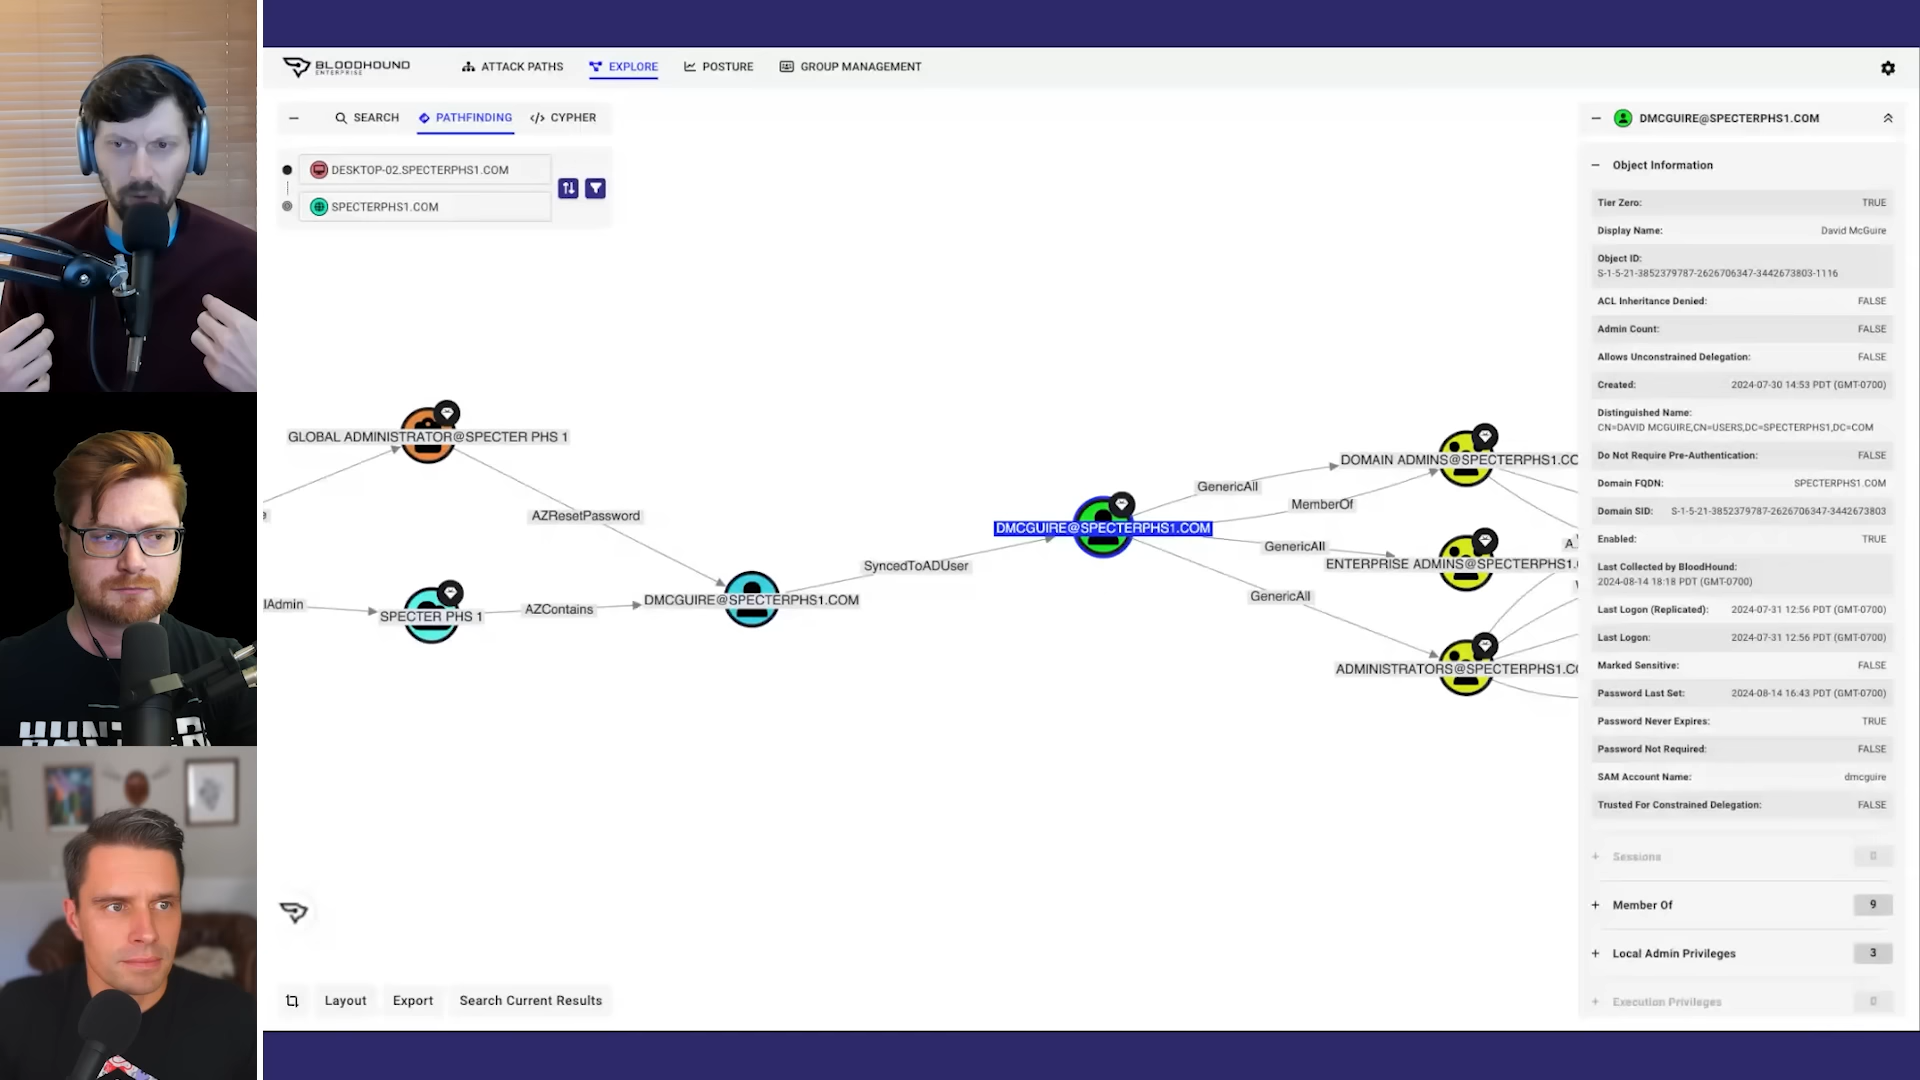 BLOODHOUND
ENTERPRISE
ATTACK PATHS
EXPLORE
POSTURE
GROUP MANAGEMENT
SEARCH
PATHFINDING
CYPHER
DESKTOP-02.SPECTERPHS1.COM
SPECTERPHS1.COM
GLOBAL ADMINISTRATOR@SPECTER PHS 1
AZResetPassword
lAdmin
SPECTER PHS 1
AZContains
DMCGUIRE@SPECTERPHS1.COM
SyncedToADUser
DMCGUIRE@SPECTERPHS1.COM
GenericAll
MemberOf
GenericAll
GenericAll
DOMAIN ADMINS@SPECTERPHS1.CO
ENTERPRISE ADMINS@SPECTERPHS1.
ADMINISTRATORS@SPECTERPHS1.CO
Layout
Export
Search Current Results
DMCGUIRE@SPECTERPHS1.COM
Object Information
Tier Zero: TRUE
Display Name: David McGuire
Object ID:
S-1-5-21-3852379787-2626706347-3442673803-1116
ACL Inheritance Denied: FALSE
Admin Count: FALSE
Allows Unconstrained Delegation: FALSE
Created: 2024-07-30 14:53 PDT (GMT-0700)
Distinguished Name:
CN=DAVID MCGUIRE,CN=USERS,DC=SPECTERPHS1,DC=COM
Do Not Require Pre-Authentication: FALSE
Domain FQDN: SPECTERPHS1.COM
Domain SID: S-1-5-21-3852379787-2626706347-3442673803
Enabled: TRUE
Last Collected by BloodHound:
2024-08-14 18:18 PDT (GMT-0700)
Last Logon (Replicated): 2024-07-31 12:56 PDT (GMT-0700)
Last Logon: 2024-07-31 12:56 PDT (GMT-0700)
Marked Sensitive: FALSE
Password Last Set: 2024-08-14 16:43 PDT (GMT-0700)
Password Never Expires: TRUE
Password Not Required: FALSE
SAM Account Name: dmcguire
Trusted For Constrained Delegation: FALSE
Sessions 0
Member Of 9
Local Admin Privileges 3
Execution Privileges 0